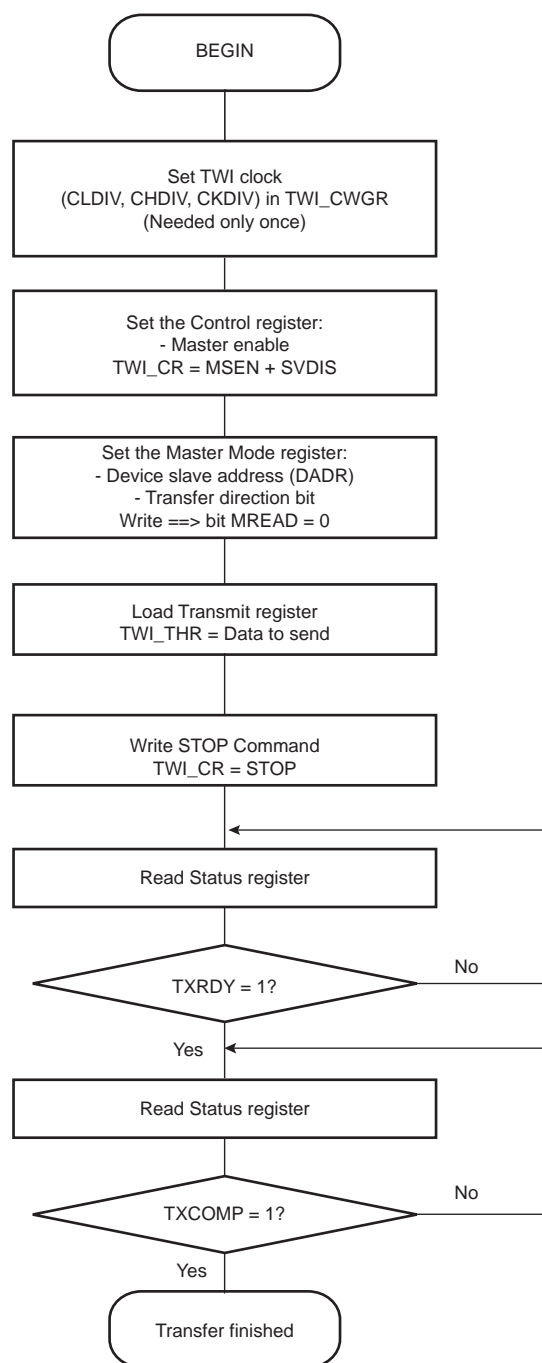 BEGIN
Set TWI clock
(CLDIV, CHDIV, CKDIV) in TWI_CWGR
(Needed only once)
Set the Control register:
- Master enable
TWI_CR = MSEN + SVDIS
Set the Master Mode register:
- Device slave address (DADR)
- Transfer direction bit
Write ==> bit MREAD = 0
Load Transmit register
TWI_THR = Data to send
Write STOP Command
TWI_CR = STOP
Read Status register
No
TXRDY = 1?
Yes
Read Status register
No
TXCOMP = 1?
Yes
Transfer finished